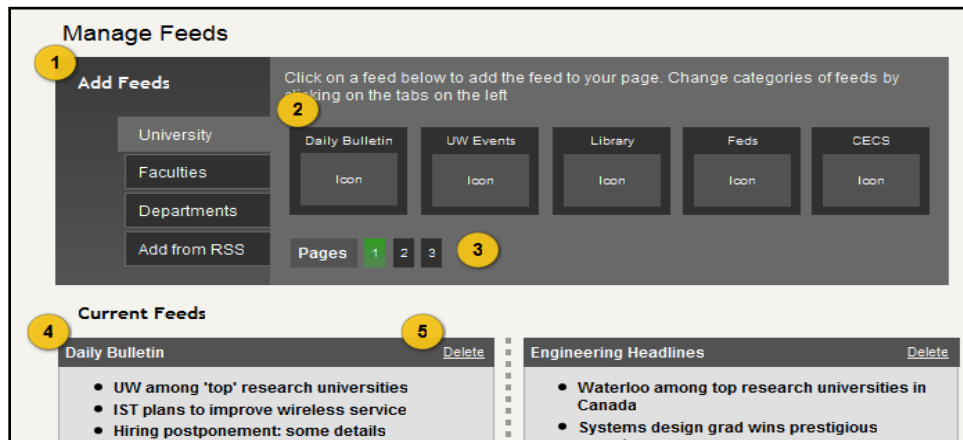 Manage Feeds
1
Add Feeds
Click on a feed below to add the feed to your page. Change categories of feeds by
clicking on the tabs on the left
2
University
Faculties
Departments
Add from RSS
Daily Bulletin
Icon
UW Events
Icon
Library
Icon
Feds
Icon
CECS
Icon
Pages 1 2 3
3
Current Feeds
4
5
Daily Bulletin Delete
• UW among 'top' research universities
• IST plans to improve wireless service
• Hiring postponement: some details
Engineering Headlines Delete
• Waterloo among top research universities in
Canada
• Systems design grad wins prestigious